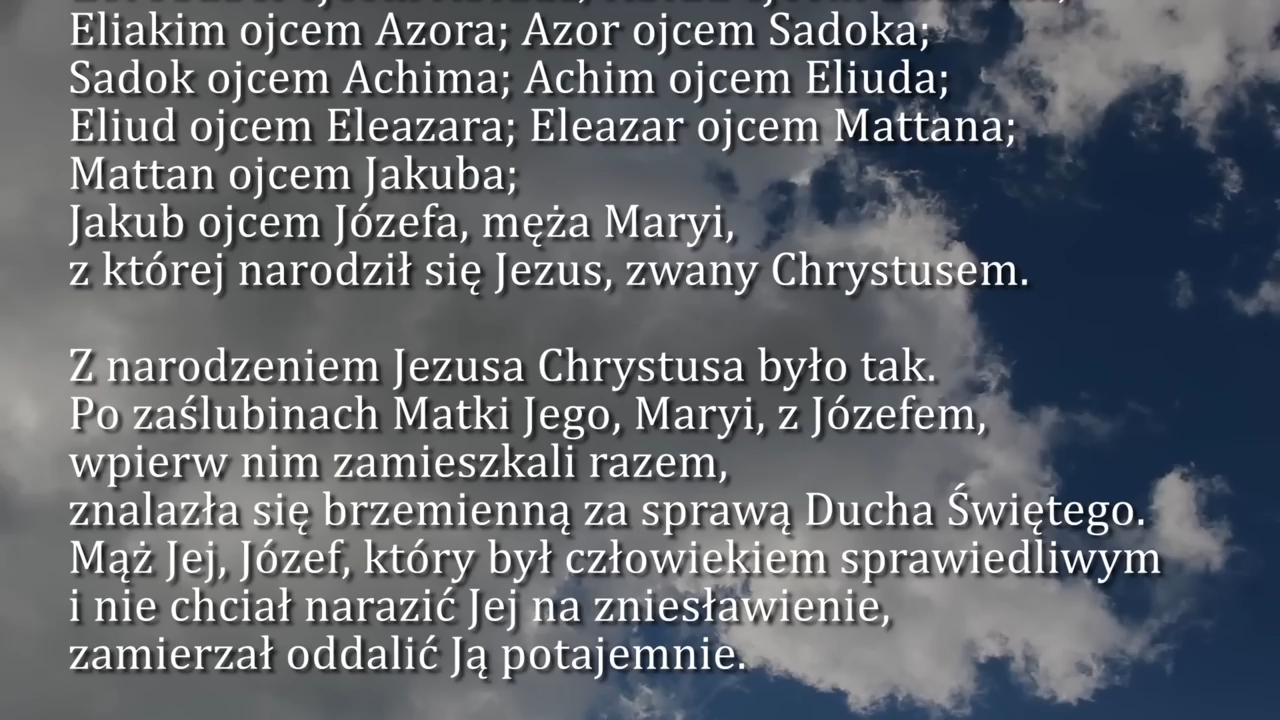 Eliakim ojcem Azora; Azor ojcem Sadoka;
Sadok ojcem Achima; Achim ojcem Eliuda;
Eliud ojcem Eleazara; Eleazar ojcem Mattana;
Mattan ojcem Jakuba;
Jakub ojcem Józefa, męża Maryi,
z której narodził się Jezus, zwany Chrystusem.
Z narodzeniem Jezusa Chrystusa było tak.
Po zaślubinach Matki Jego, Maryi, z Józefem,
wpierw nim zamieszkali razem,
znalazła się brzemienną za sprawą Ducha Świętego.
Mąż Jej, Józef, który był człowiekiem sprawiedliwym
i nie chciał narazić Jej na zniesławienie,
zamierzał oddalić Ją potajemnie.